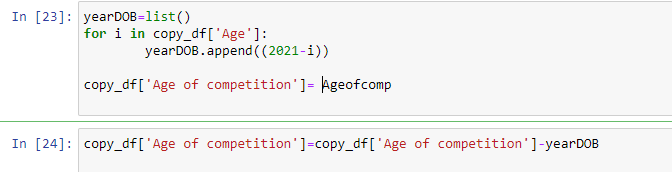 In [23]: yearDOB=list()
for i in copy_df['Age']:
        yearDOB.append((2021-i))
copy_df['Age of competition']= Ageofcomp
In [24]: copy_df['Age of competition']=copy_df['Age of competition']-yearDOB